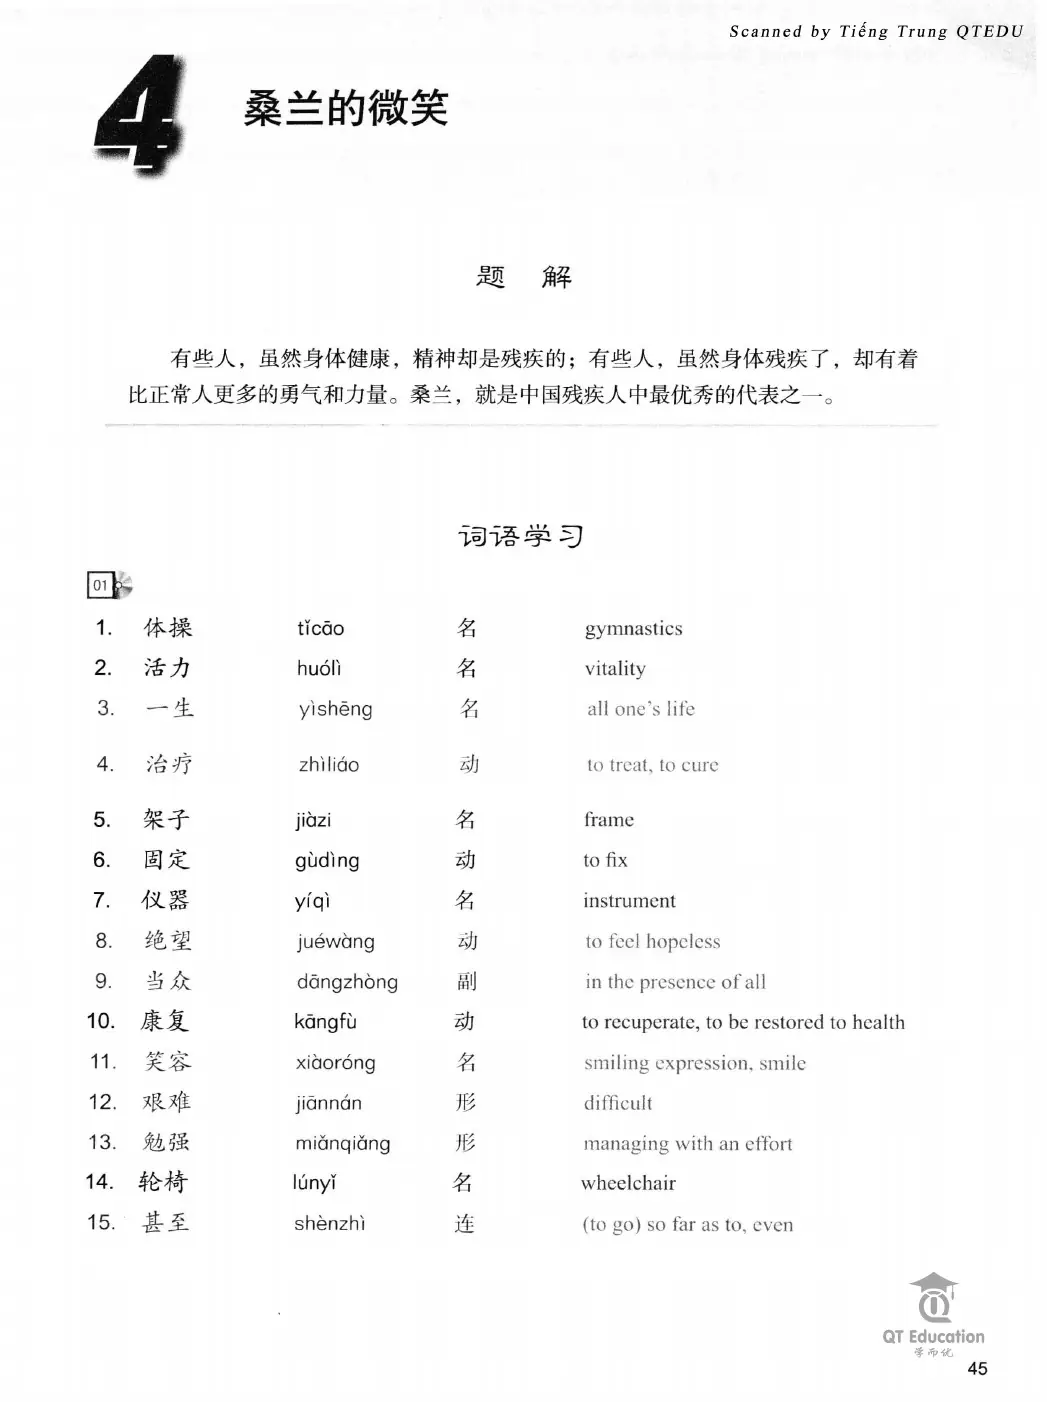 Scanned by Tiếng Trung QTEDU
4 桑兰的微笑
题 解
有些人，虽然身体健康，精神却是残疾的；有些人，虽然身体残疾了，却有着
比正常人更多的勇气和力量。桑兰，就是中国残疾人中最优秀的代表之一。
词语学习
01
1. 体操 tǐcāo 名 gymnastics
2. 活力 huólì 名 vitality
3. 一生 yìshēng 名 all one's life
4. 治疗 zhìliáo 动 to treat, to cure
5. 架子 jiàzi 名 frame
6. 固定 gùdìng 动 to fix
7. 仪器 yíqì 名 instrument
8. 绝望 juéwàng 动 to feel hopeless
9. 当众 dāngzhòng 副 in the presence of all
10. 康复 kāngfù 动 to recuperate, to be restored to health
11. 笑容 xiàoróng 名 smiling expression, smile
12. 艰难 jiānnán 形 difficult
13. 勉强 miǎnqiǎng 形 managing with an effort
14. 轮椅 lúnyǐ 名 wheelchair
15. 甚至 shènzhì 连 (to go) so far as to, even
QT Education
学而优
45